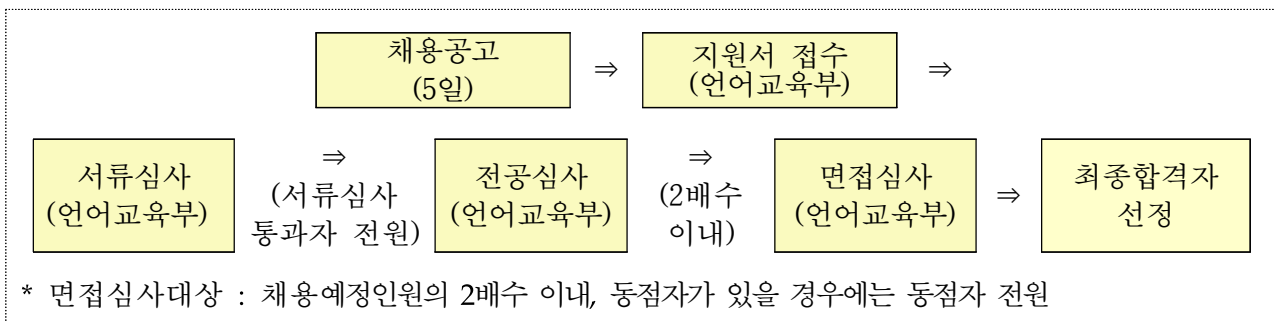 채용공고
(5일)
⇒
지원서 접수
(언어교육부)
⇒
서류심사
(언어교육부)
⇒
(서류심사
통과자 전원)
전공심사
(언어교육부)
⇒
(2배수
이내)
면접심사
(언어교육부)
⇒
최종합격자
선정
* 면접심사대상 : 채용예정인원의 2배수 이내, 동점자가 있을 경우에는 동점자 전원